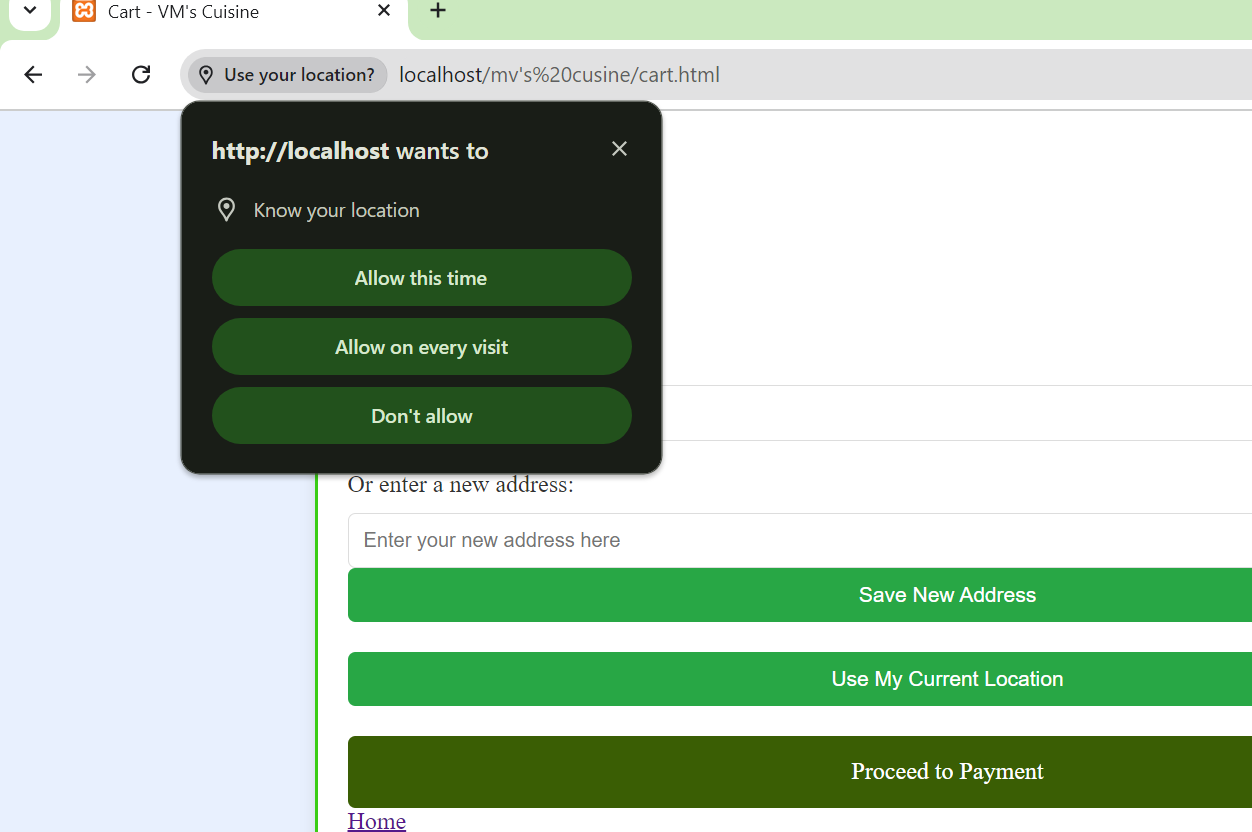 Cart - VM's Cuisine
Use your location?
localhost/mv's%20cusine/cart.html
http://localhost wants to
Know your location
Allow this time
Allow on every visit
Don't allow
Or enter a new address:
Enter your new address here
Save New Address
Use My Current Location
Proceed to Payment
Home